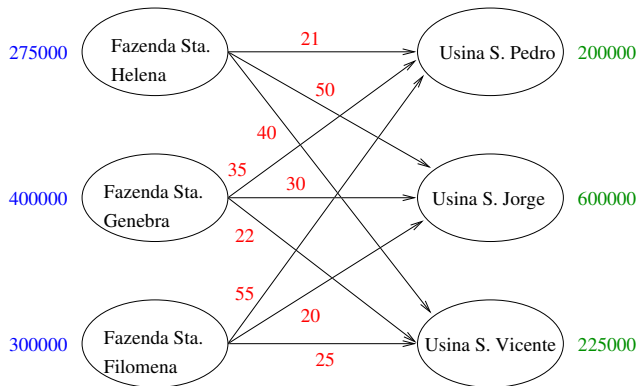 21
275000
Fazenda Sta.
Helena
Usina S. Pedro
200000
50
40
35
400000
Fazenda Sta.
Genebra
30
Usina S. Jorge
600000
22
55
20
300000
Fazenda Sta.
Filomena
25
Usina S. Vicente
225000